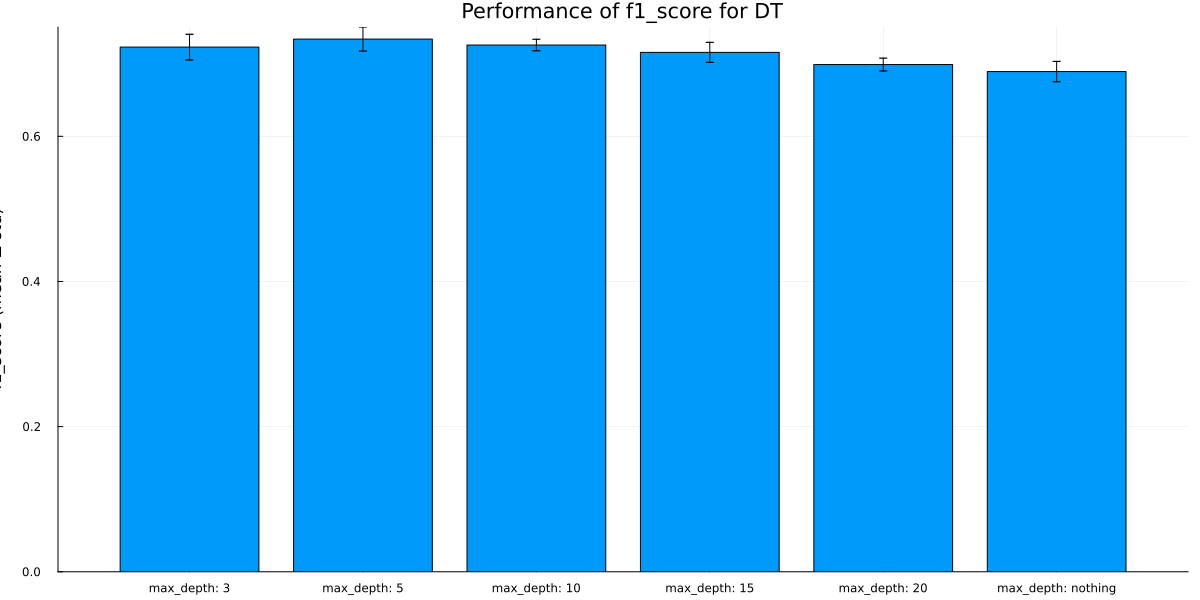 Performance of f1_score for DT
0.6
0.4
0.2
0.0
max_depth: 3
max_depth: 5
max_depth: 10
max_depth: 15
max_depth: 20
max_depth: nothing